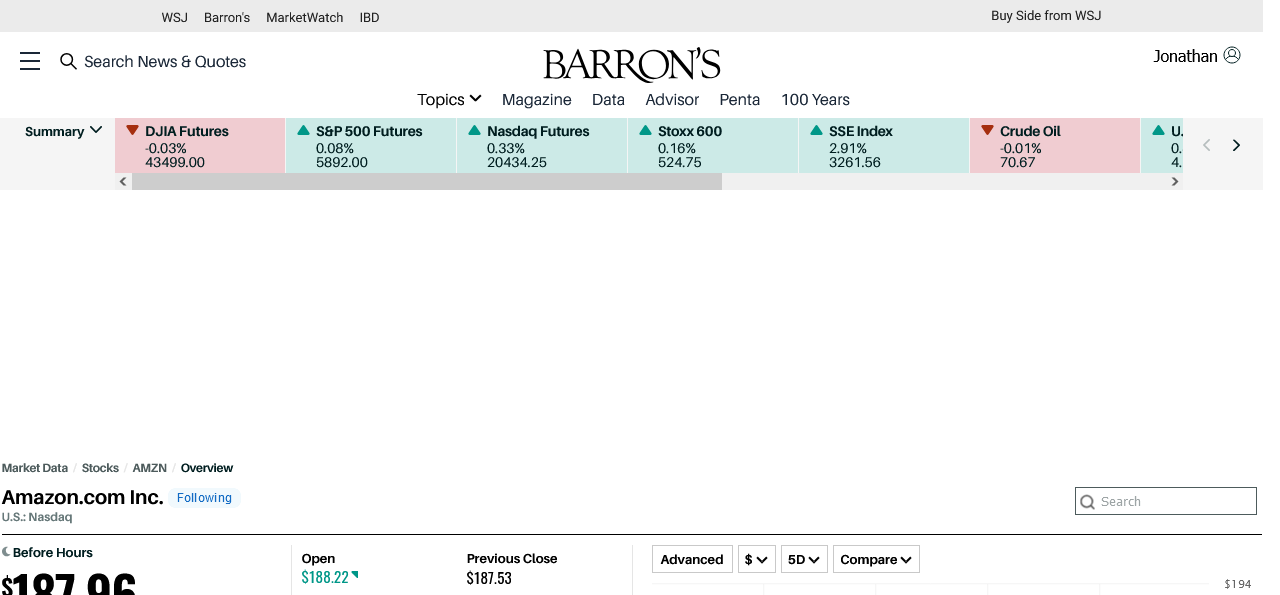 WSJ Barron's MarketWatch IBD Buy Side from WSJ
Search News & Quotes BARRON'S Jonathan
Topics Magazine Data Advisor Penta 100 Years
Summary DJIA Futures S&P 500 Futures Nasdaq Futures Stoxx 600 SSE Index Crude Oil U.
-0.03% 0.08% 0.33% 0.16% 2.91% -0.01% 0.
43499.00 5892.00 20434.25 524.75 3261.56 70.67 4.
Market Data / Stocks / AMZN / Overview
Amazon.com Inc. Following Search
U.S.: Nasdaq
Before Hours Open Previous Close Advanced $ 5D Compare
$187.96 $188.22 $187.53 $194